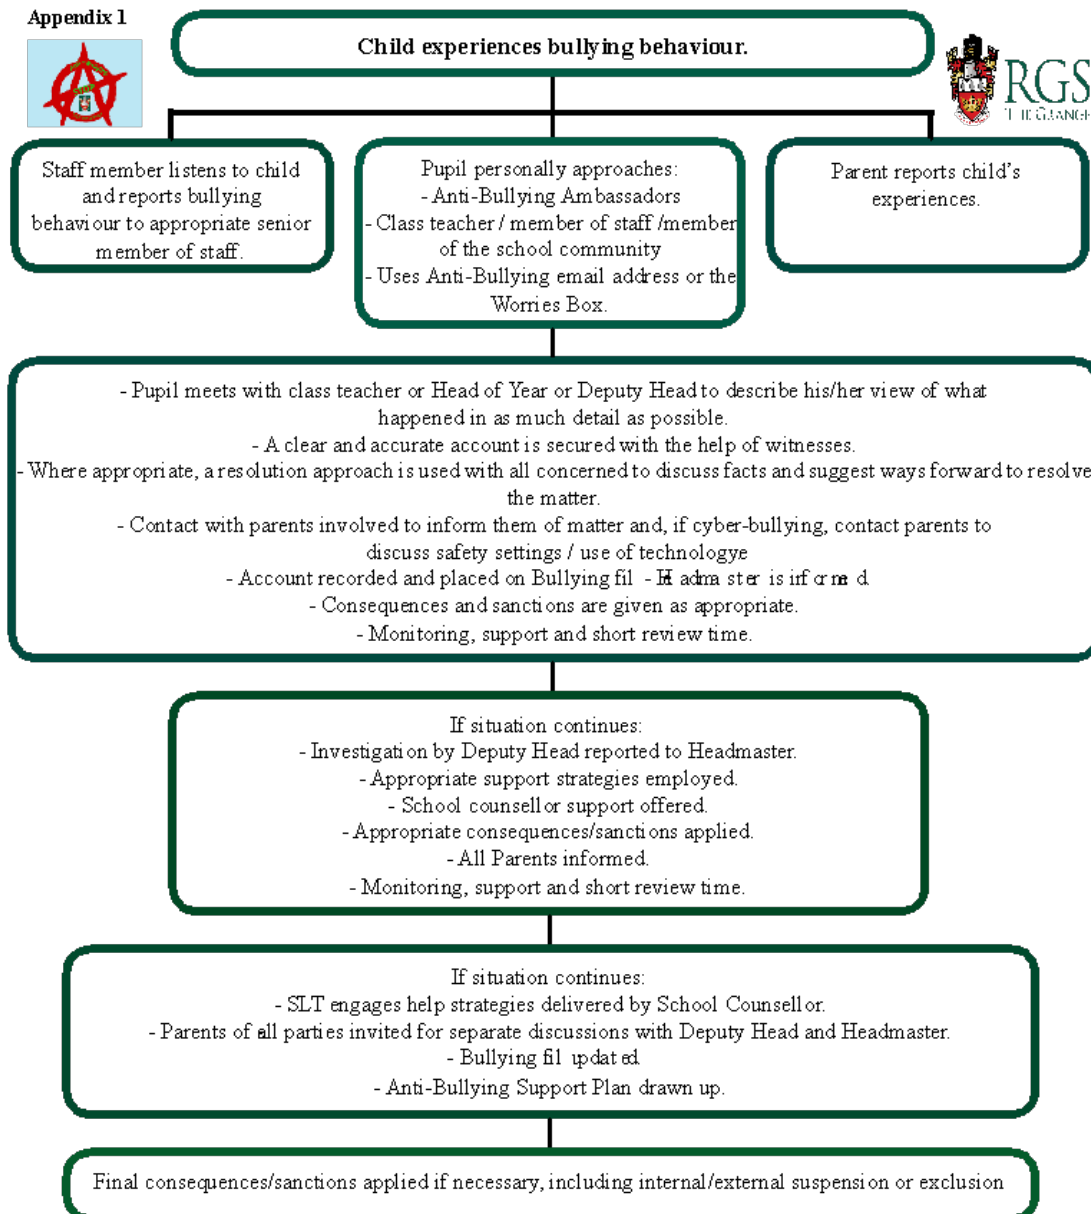 Appendix 1
Child experiences bullying behaviour.
RGS
THE GRANGE
Staff member listens to child
and reports bullying
behaviour to appropriate senior
member of staff.
Pupil personally approaches:
- Anti-Bullying Ambassadors
- Class teacher / member of staff /member
of the school community
- Uses Anti-Bullying email address or the
Worries Box.
Parent reports child's
experiences.
- Pupil meets with class teacher or Head of Year or Deputy Head to describe his/her view of what
happened in as much detail as possible.
- A clear and accurate account is secured with the help of witnesses.
- Where appropriate, a resolution approach is used with all concerned to discuss facts and suggest ways forward to resolve
the matter.
- Contact with parents involved to inform them of matter and, if cyber-bullying, contact parents to
discuss safety settings / use of technologye
- Account recorded and placed on Bullying fil - Headmaster is informed
- Consequences and sanctions are given as appropriate.
- Monitoring, support and short review time.
If situation continues:
- Investigation by Deputy Head reported to Headmaster.
- Appropriate support strategies employed.
- School counsellor support offered.
- Appropriate consequences/sanctions applied.
- All Parents informed.
- Monitoring, support and short review time.
If situation continues:
- SLT engages help strategies delivered by School Counsellor.
- Parents of all parties invited for separate discussions with Deputy Head and Headmaster.
- Bullying fil updated
- Anti-Bullying Support Plan drawn up.
Final consequences/sanctions applied if necessary, including internal/external suspension or exclusion